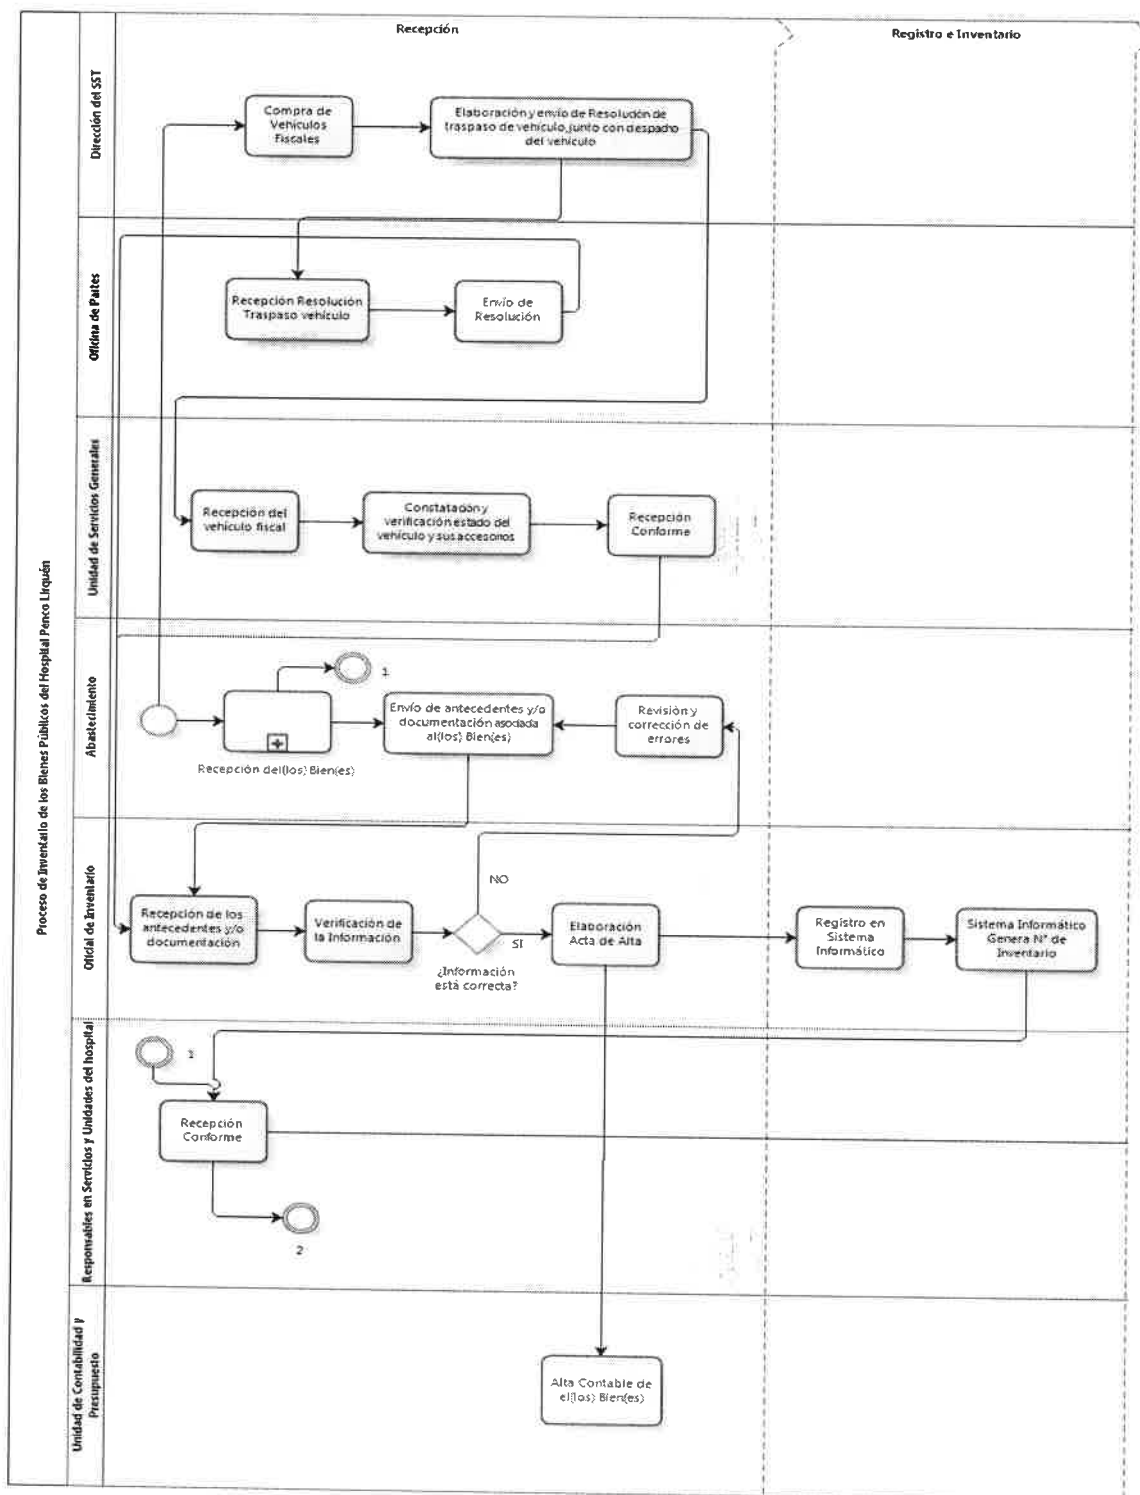 Proceso de Inventario de los Bienes Públicos del Hospital Penco Lirquén
Recepción
Registro e Inventario
Dirección del SST
Compra de
Vehículos
Fiscales
Elaboración y envío de Resolución de
traspaso de vehículo, junto con despacho
del vehículo
Oficina de Partes
Recepción Resolución
Traspaso vehículo
Envío de
Resolución
Unidad de Servicios Generales
Recepción del
vehículo fiscal
Constatación y
verificación estado del
vehículo y sus accesorios
Recepción
Conforme
Abastecimiento
1
Recepción del(los) Bien(es)
Envío de antecedentes y/o
documentación asociada
al(los) Bien(es)
Revisión y
corrección de
errores
Oficial de Inventario
Recepción de los
antecedentes y/o
documentación
Verificación de
la Información
NO
SI
¿Información
está correcta?
Elaboración
Acta de Alta
Registro en
Sistema
Informático
Sistema Informático
Genera N° de
Inventario
Responsables en Servicios y Unidades del hospital
1
Recepción
Conforme
2
Unidad de Contabilidad y
Presupuesto
Alta Contable de
el(los) Bien(es)